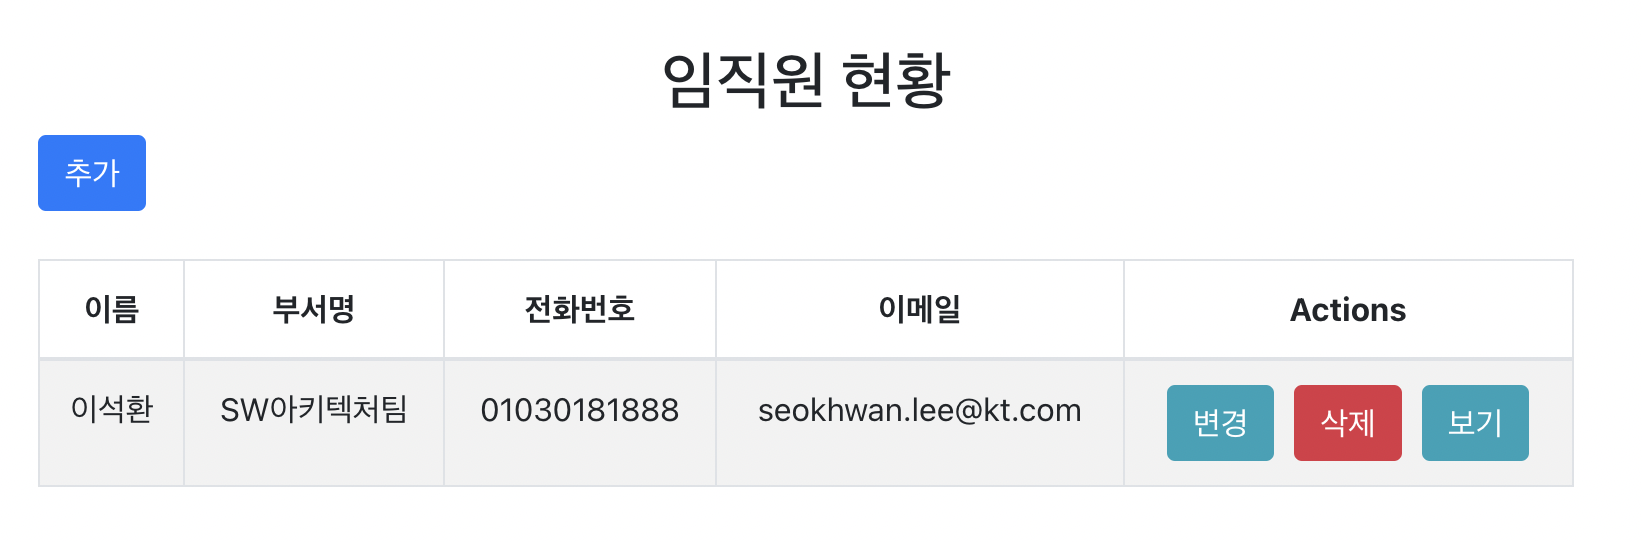 임직원 현황
추가
이름 부서명 전화번호 이메일 Actions
이석환 SW아키텍처팀 01030181888 seokhwan.lee@kt.com 변경 삭제 보기